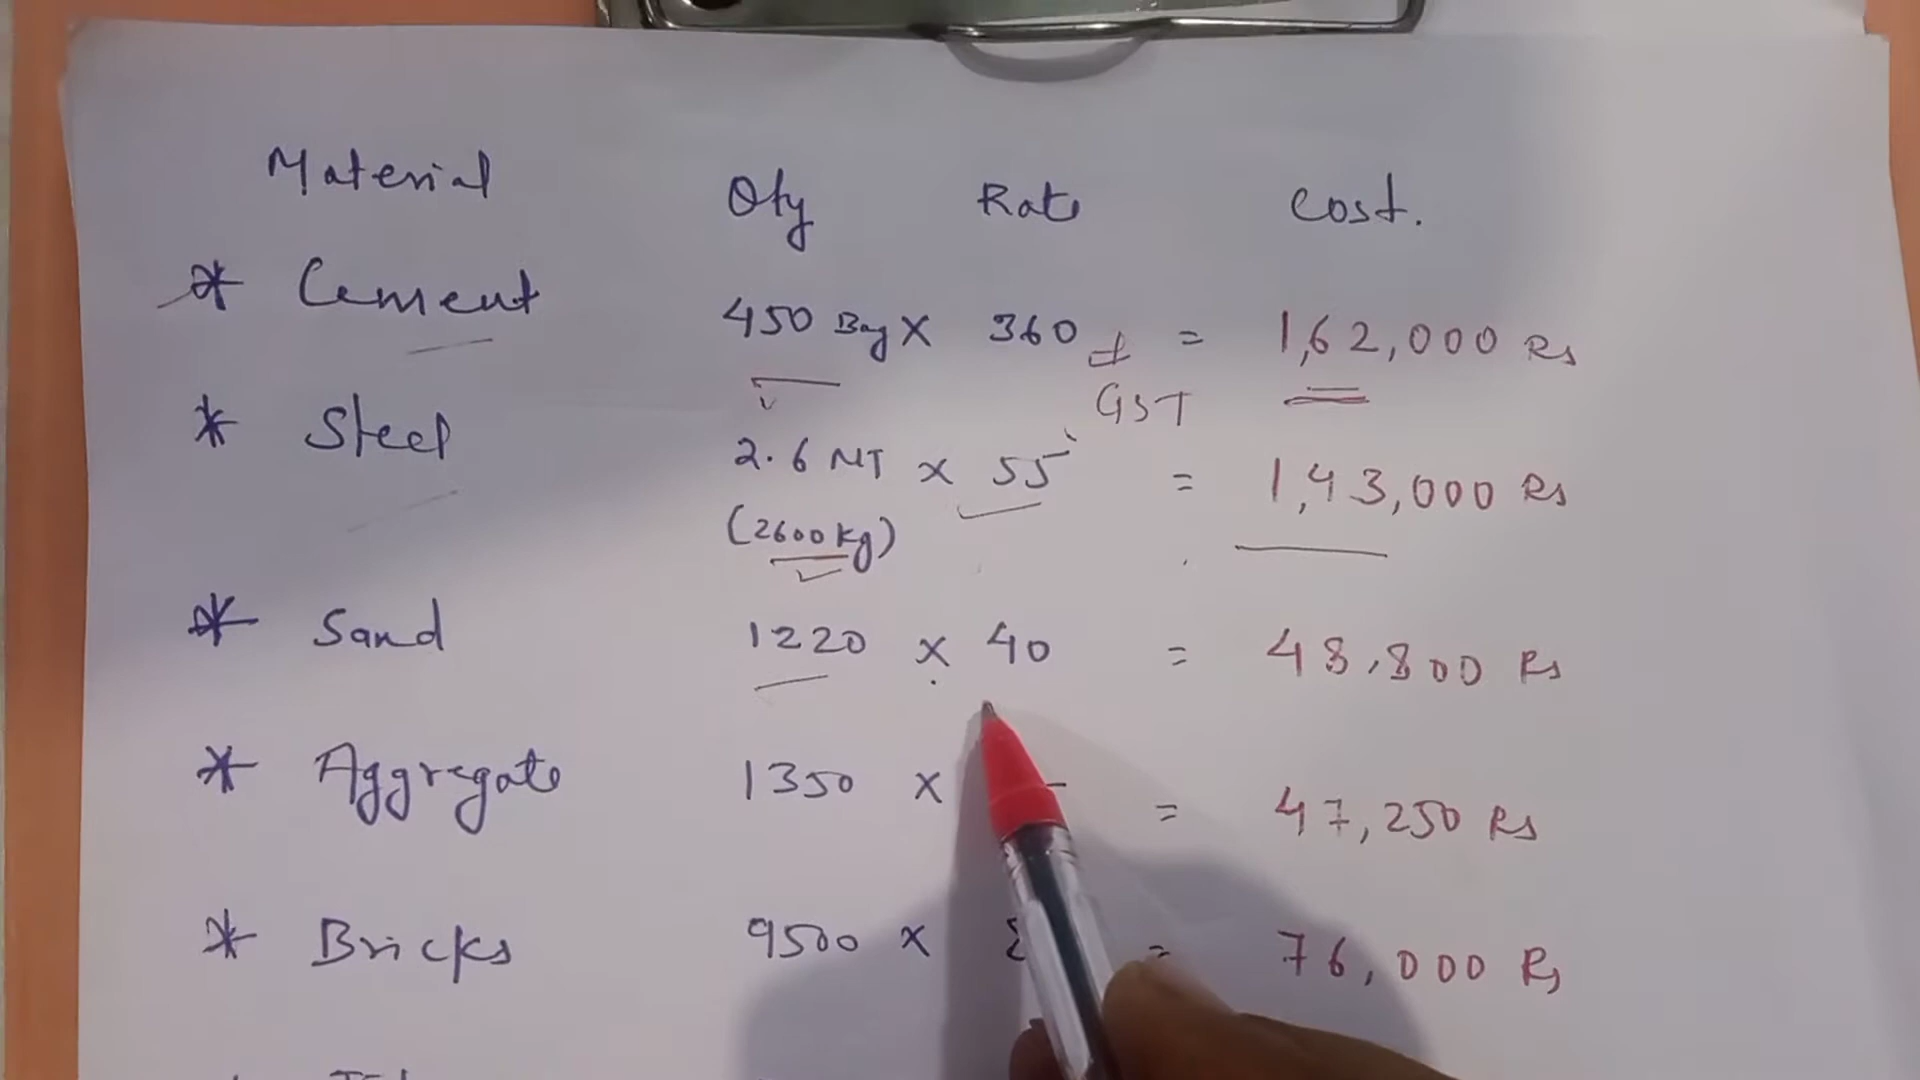 Material Qty Rate Cost.
* Cement 450 Bag X 360 = 1,62,000 Rs
+ GST
* Steel 2.6 MT x 55 = 1,43,000 Rs
(2600 kg)
* Sand 1220 x 40 = 48,800 Rs
* Aggregate 1350 x = 47,250 Rs
* Bricks 9500 x = 76,000 Rs